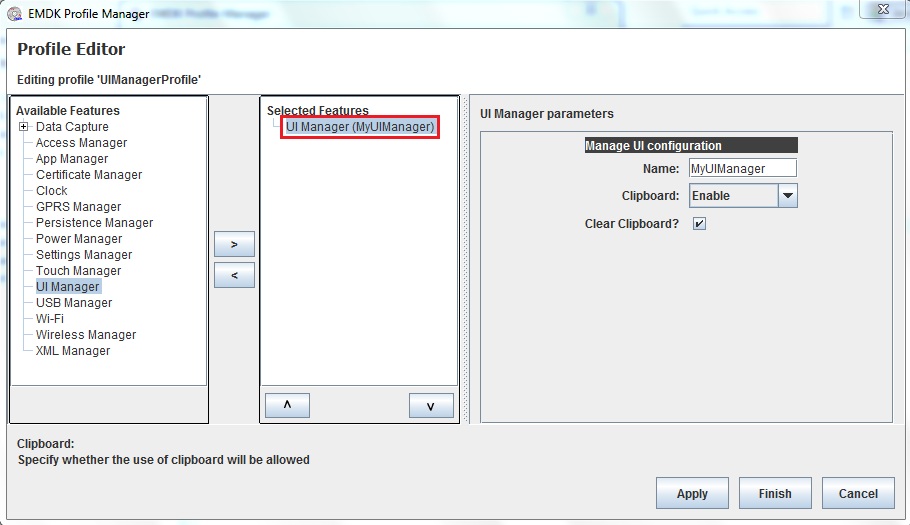 EMDK Profile Manager
Profile Editor
Editing profile 'UIManagerProfile'
Available Features
Data Capture
Access Manager
App Manager
Certificate Manager
Clock
GPRS Manager
Persistence Manager
Power Manager
Settings Manager
Touch Manager
UI Manager
USB Manager
Wi-Fi
Wireless Manager
XML Manager
>
<
Selected Features
UI Manager (MyUIManager)
UI Manager parameters
Manage UI configuration
Name: MyUIManager
Clipboard: Enable
Clear Clipboard?
Clipboard:
Specify whether the use of clipboard will be allowed
Apply Finish Cancel